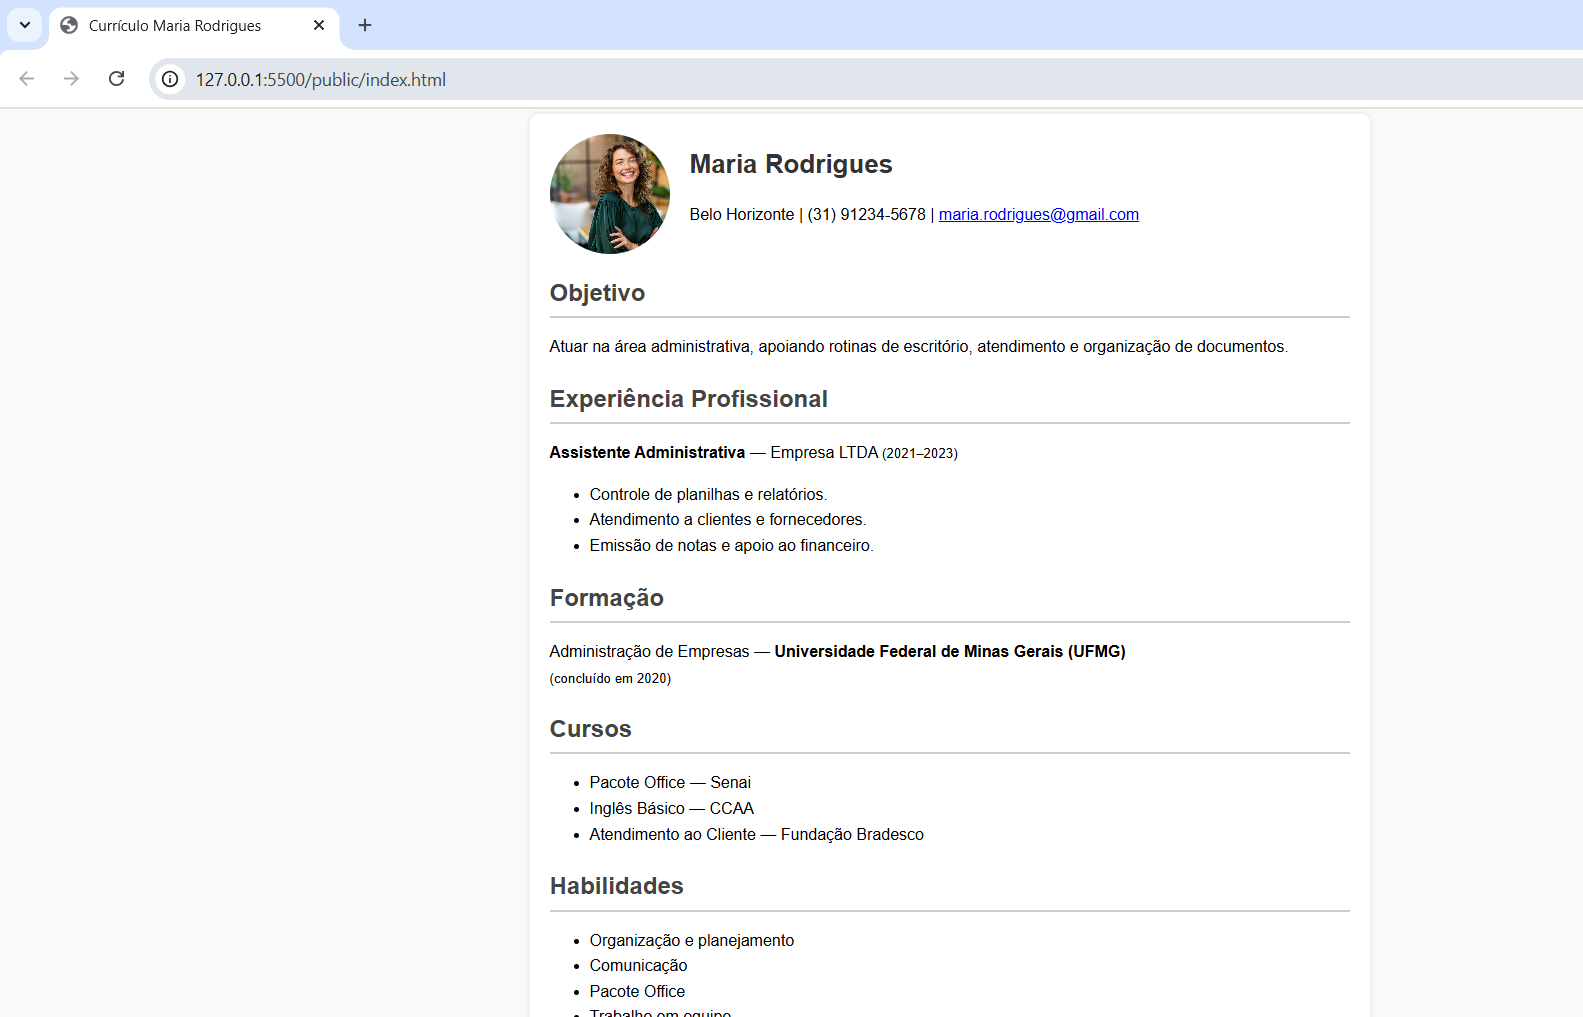 Currículo Maria Rodrigues
127.0.0.1:5500/public/index.html
Maria Rodrigues
Belo Horizonte | (31) 91234-5678 | maria.rodrigues@gmail.com
Objetivo
Atuar na área administrativa, apoiando rotinas de escritório, atendimento e organização de documentos.
Experiência Profissional
Assistente Administrativa — Empresa LTDA (2021–2023)
• Controle de planilhas e relatórios.
• Atendimento a clientes e fornecedores.
• Emissão de notas e apoio ao financeiro.
Formação
Administração de Empresas — Universidade Federal de Minas Gerais (UFMG)
(concluído em 2020)
Cursos
• Pacote Office — Senai
• Inglês Básico — CCAA
• Atendimento ao Cliente — Fundação Bradesco
Habilidades
• Organização e planejamento
• Comunicação
• Pacote Office
• Trabalho em equipe